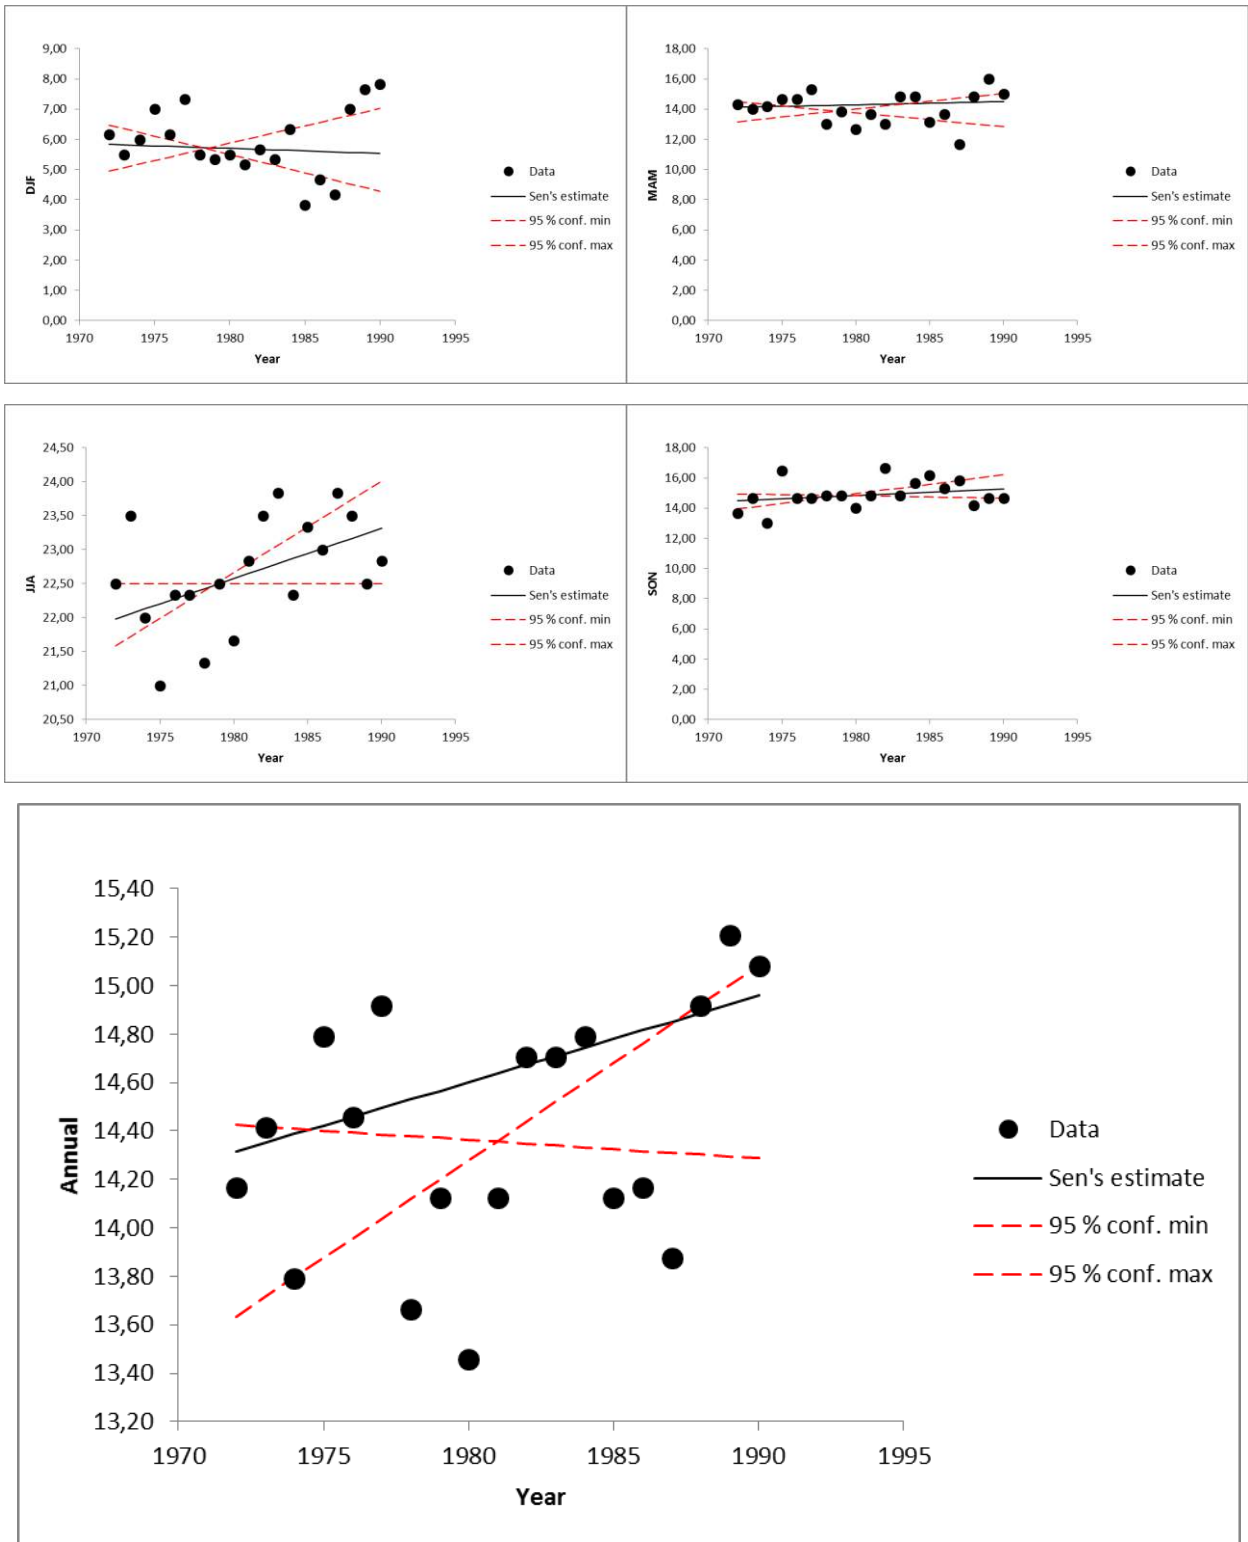 9,00
8,00
7,00
6,00
5,00
4,00
3,00
2,00
1,00
0,00
DJF
1970 1975 1980 1985 1990 1995
Year
Data
Sen's estimate
95 % conf. min
95 % conf. max
18,00
16,00
14,00
12,00
10,00
8,00
6,00
4,00
2,00
0,00
MAM
1970 1975 1980 1985 1990 1995
Year
Data
Sen's estimate
95 % conf. min
95 % conf. max
24,50
24,00
23,50
23,00
22,50
22,00
21,50
21,00
20,50
JJA
1970 1975 1980 1985 1990 1995
Year
Data
Sen's estimate
95 % conf. min
95 % conf. max
18,00
16,00
14,00
12,00
10,00
8,00
6,00
4,00
2,00
0,00
SON
1970 1975 1980 1985 1990 1995
Year
Data
Sen's estimate
95 % conf. min
95 % conf. max
15,40
15,20
15,00
14,80
14,60
14,40
14,20
14,00
13,80
13,60
13,40
13,20
Annual
1970 1975 1980 1985 1990 1995
Year
Data
Sen's estimate
95 % conf. min
95 % conf. max